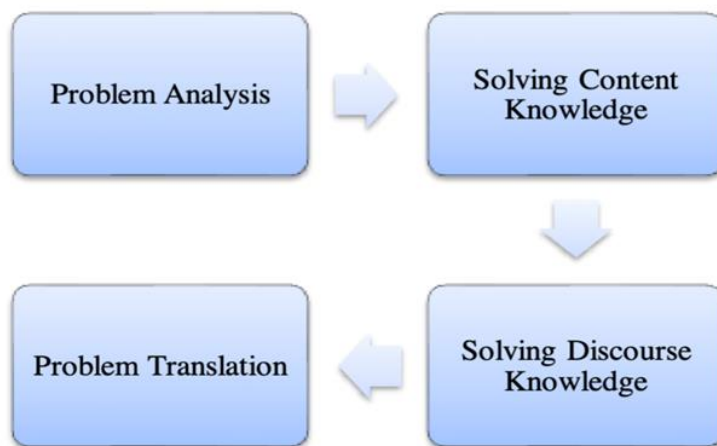 Problem Analysis
Solving Content
Knowledge
Solving Discourse
Knowledge
Problem Translation